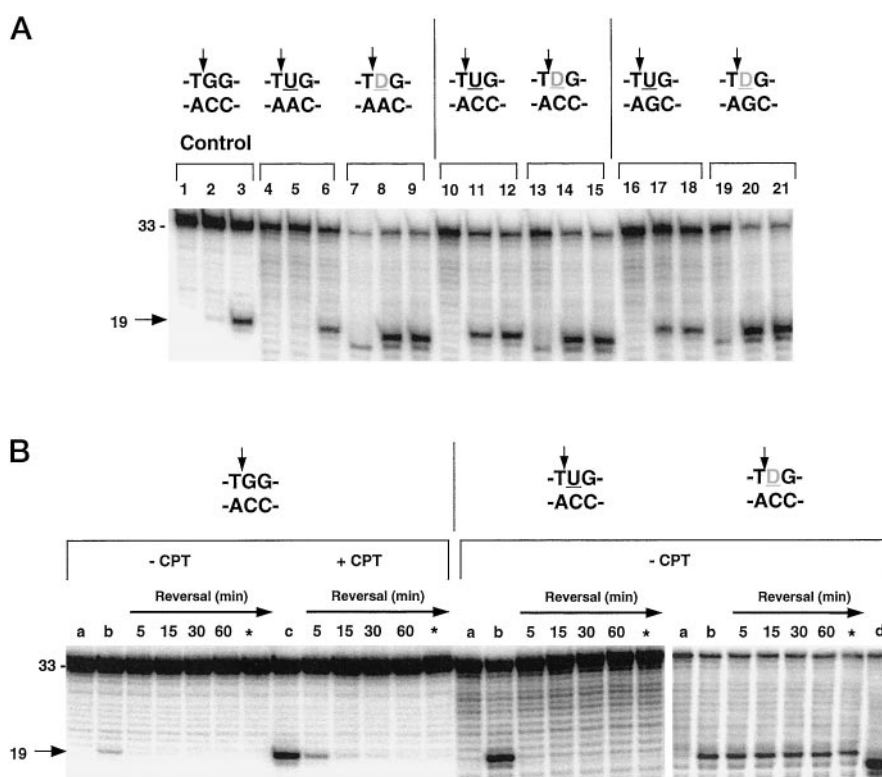 A
-TGG- -TUG- -TDG- -TUG- -TDG- -TUG- -TDG-
-ACC- -AAC- -AAC- -ACC- -ACC- -AGC- -AGC-
Control
1 2 3 4 5 6 7 8 9 10 11 12 13 14 15 16 17 18 19 20 21
33 -
19
B
-TGG- -TUG- -TDG-
-ACC- -ACC- -ACC-
- CPT + CPT - CPT
Reversal (min) Reversal (min) Reversal (min) Reversal (min)
a b 5 15 30 60 * c 5 15 30 60 * a b 5 15 30 60 * a b 5 15 30 60 * d
33 -
19